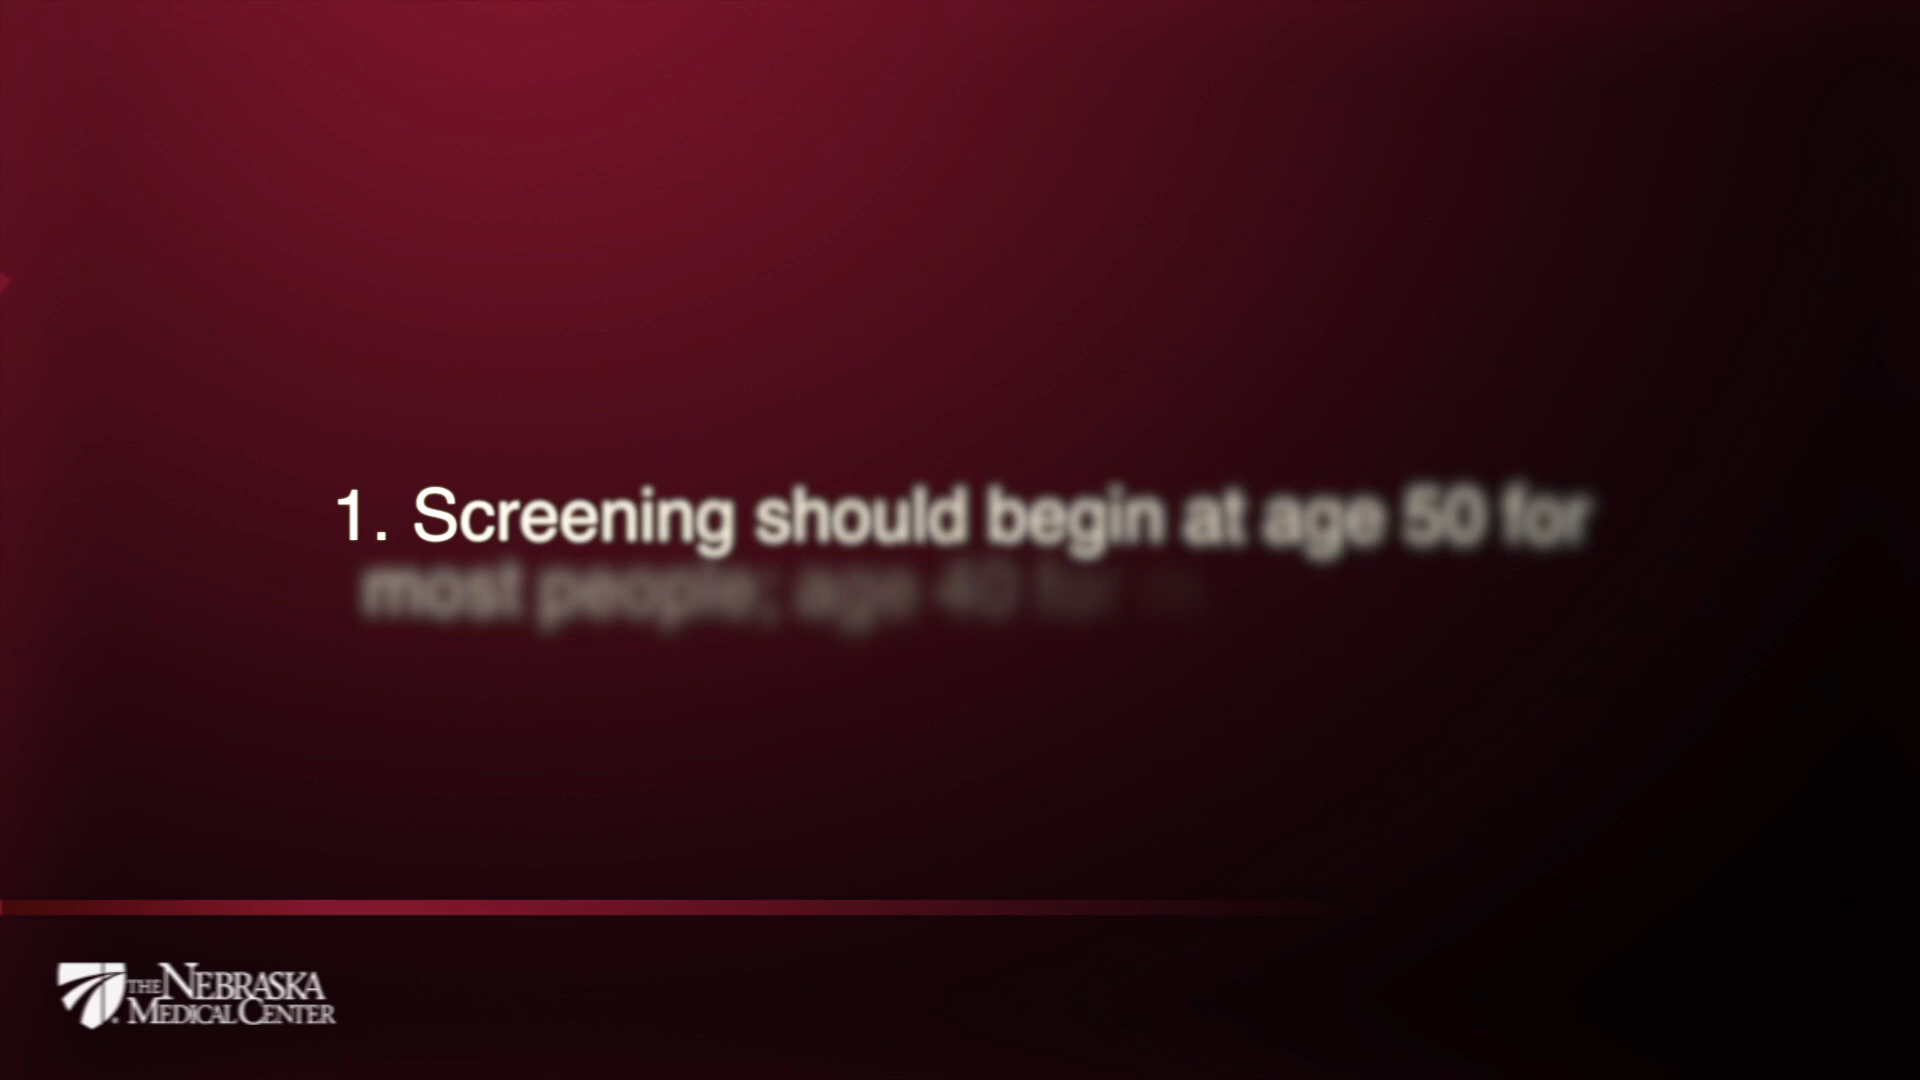 1. Screening should begin at age 50 for
most people; age 40 for
THE NEBRASKA
MEDICAL CENTER